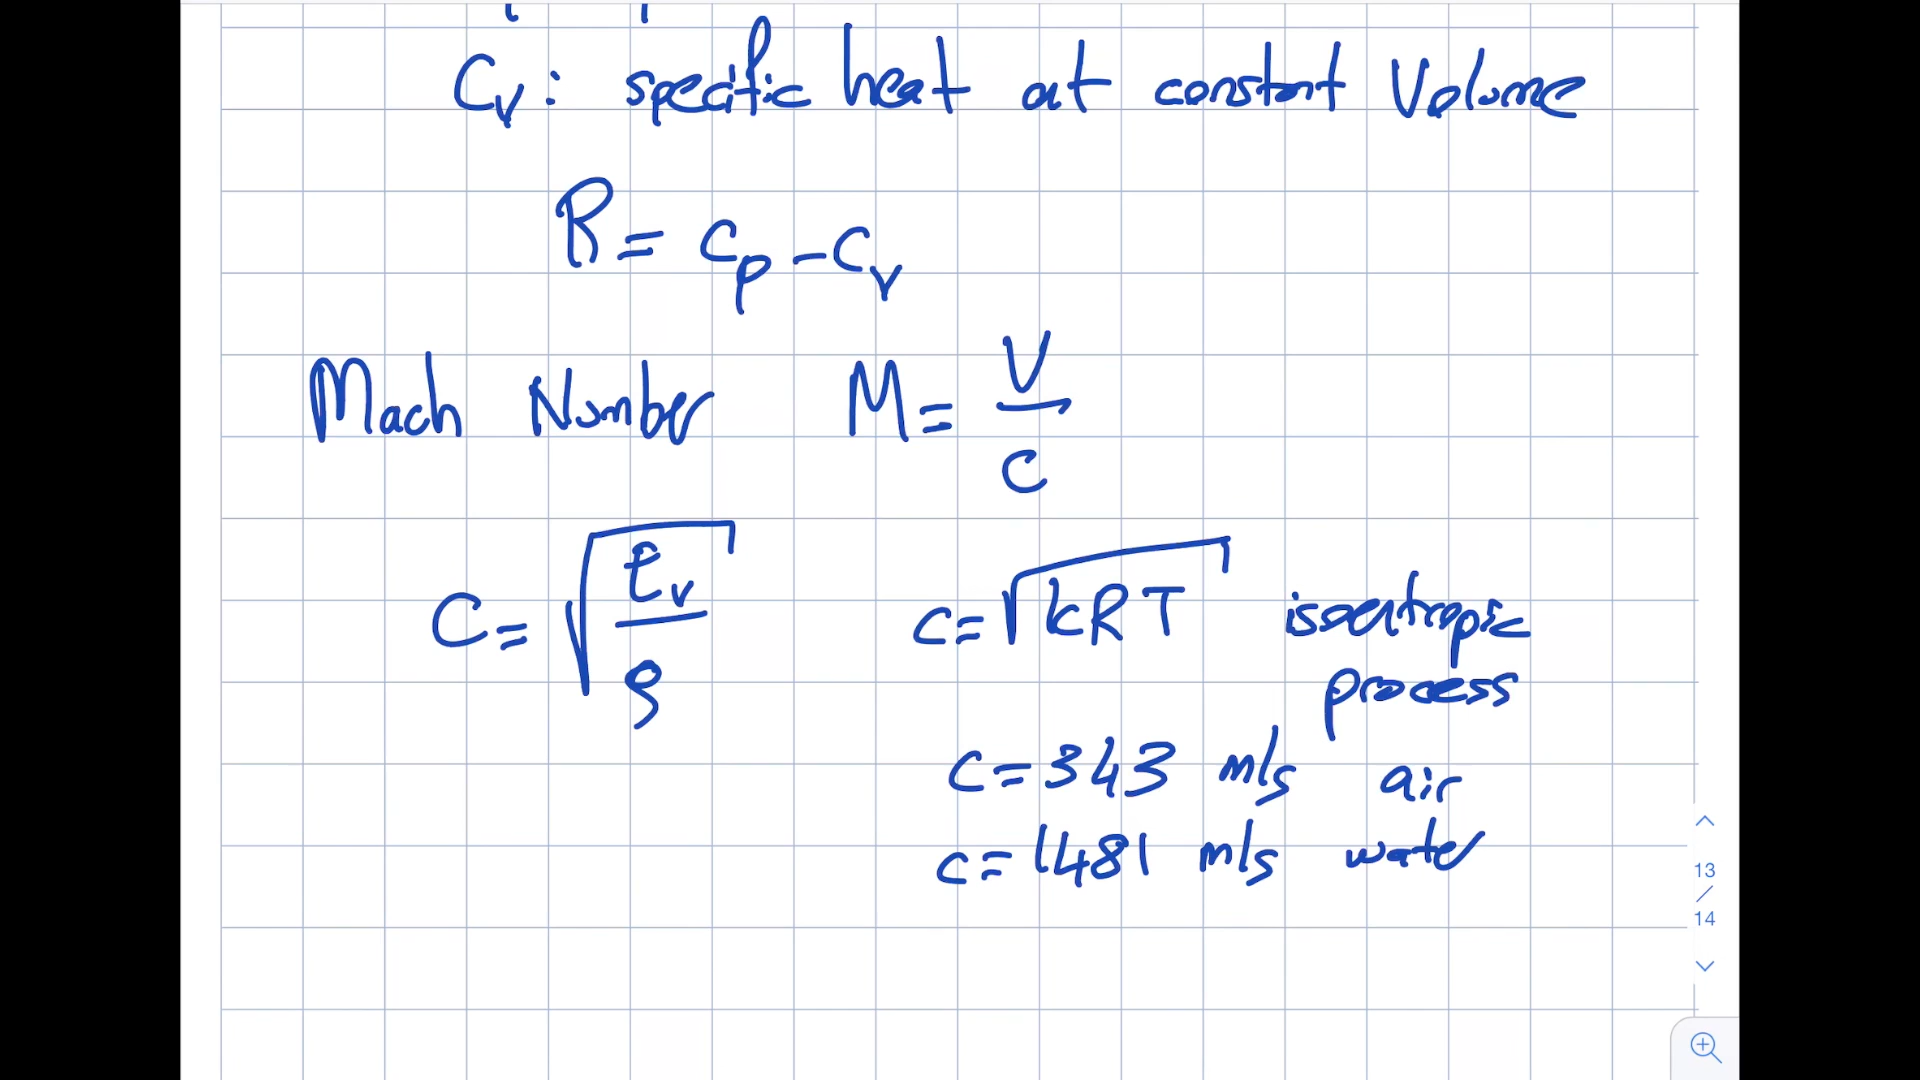 Cv: specific heat at constant Volume
R = Cp - Cv
Mach Number M = V/C
C = √(Ev/ρ) c = √(kRT) isentropic
process
C = 343 m/s air
C = 1481 m/s water
13
/
14